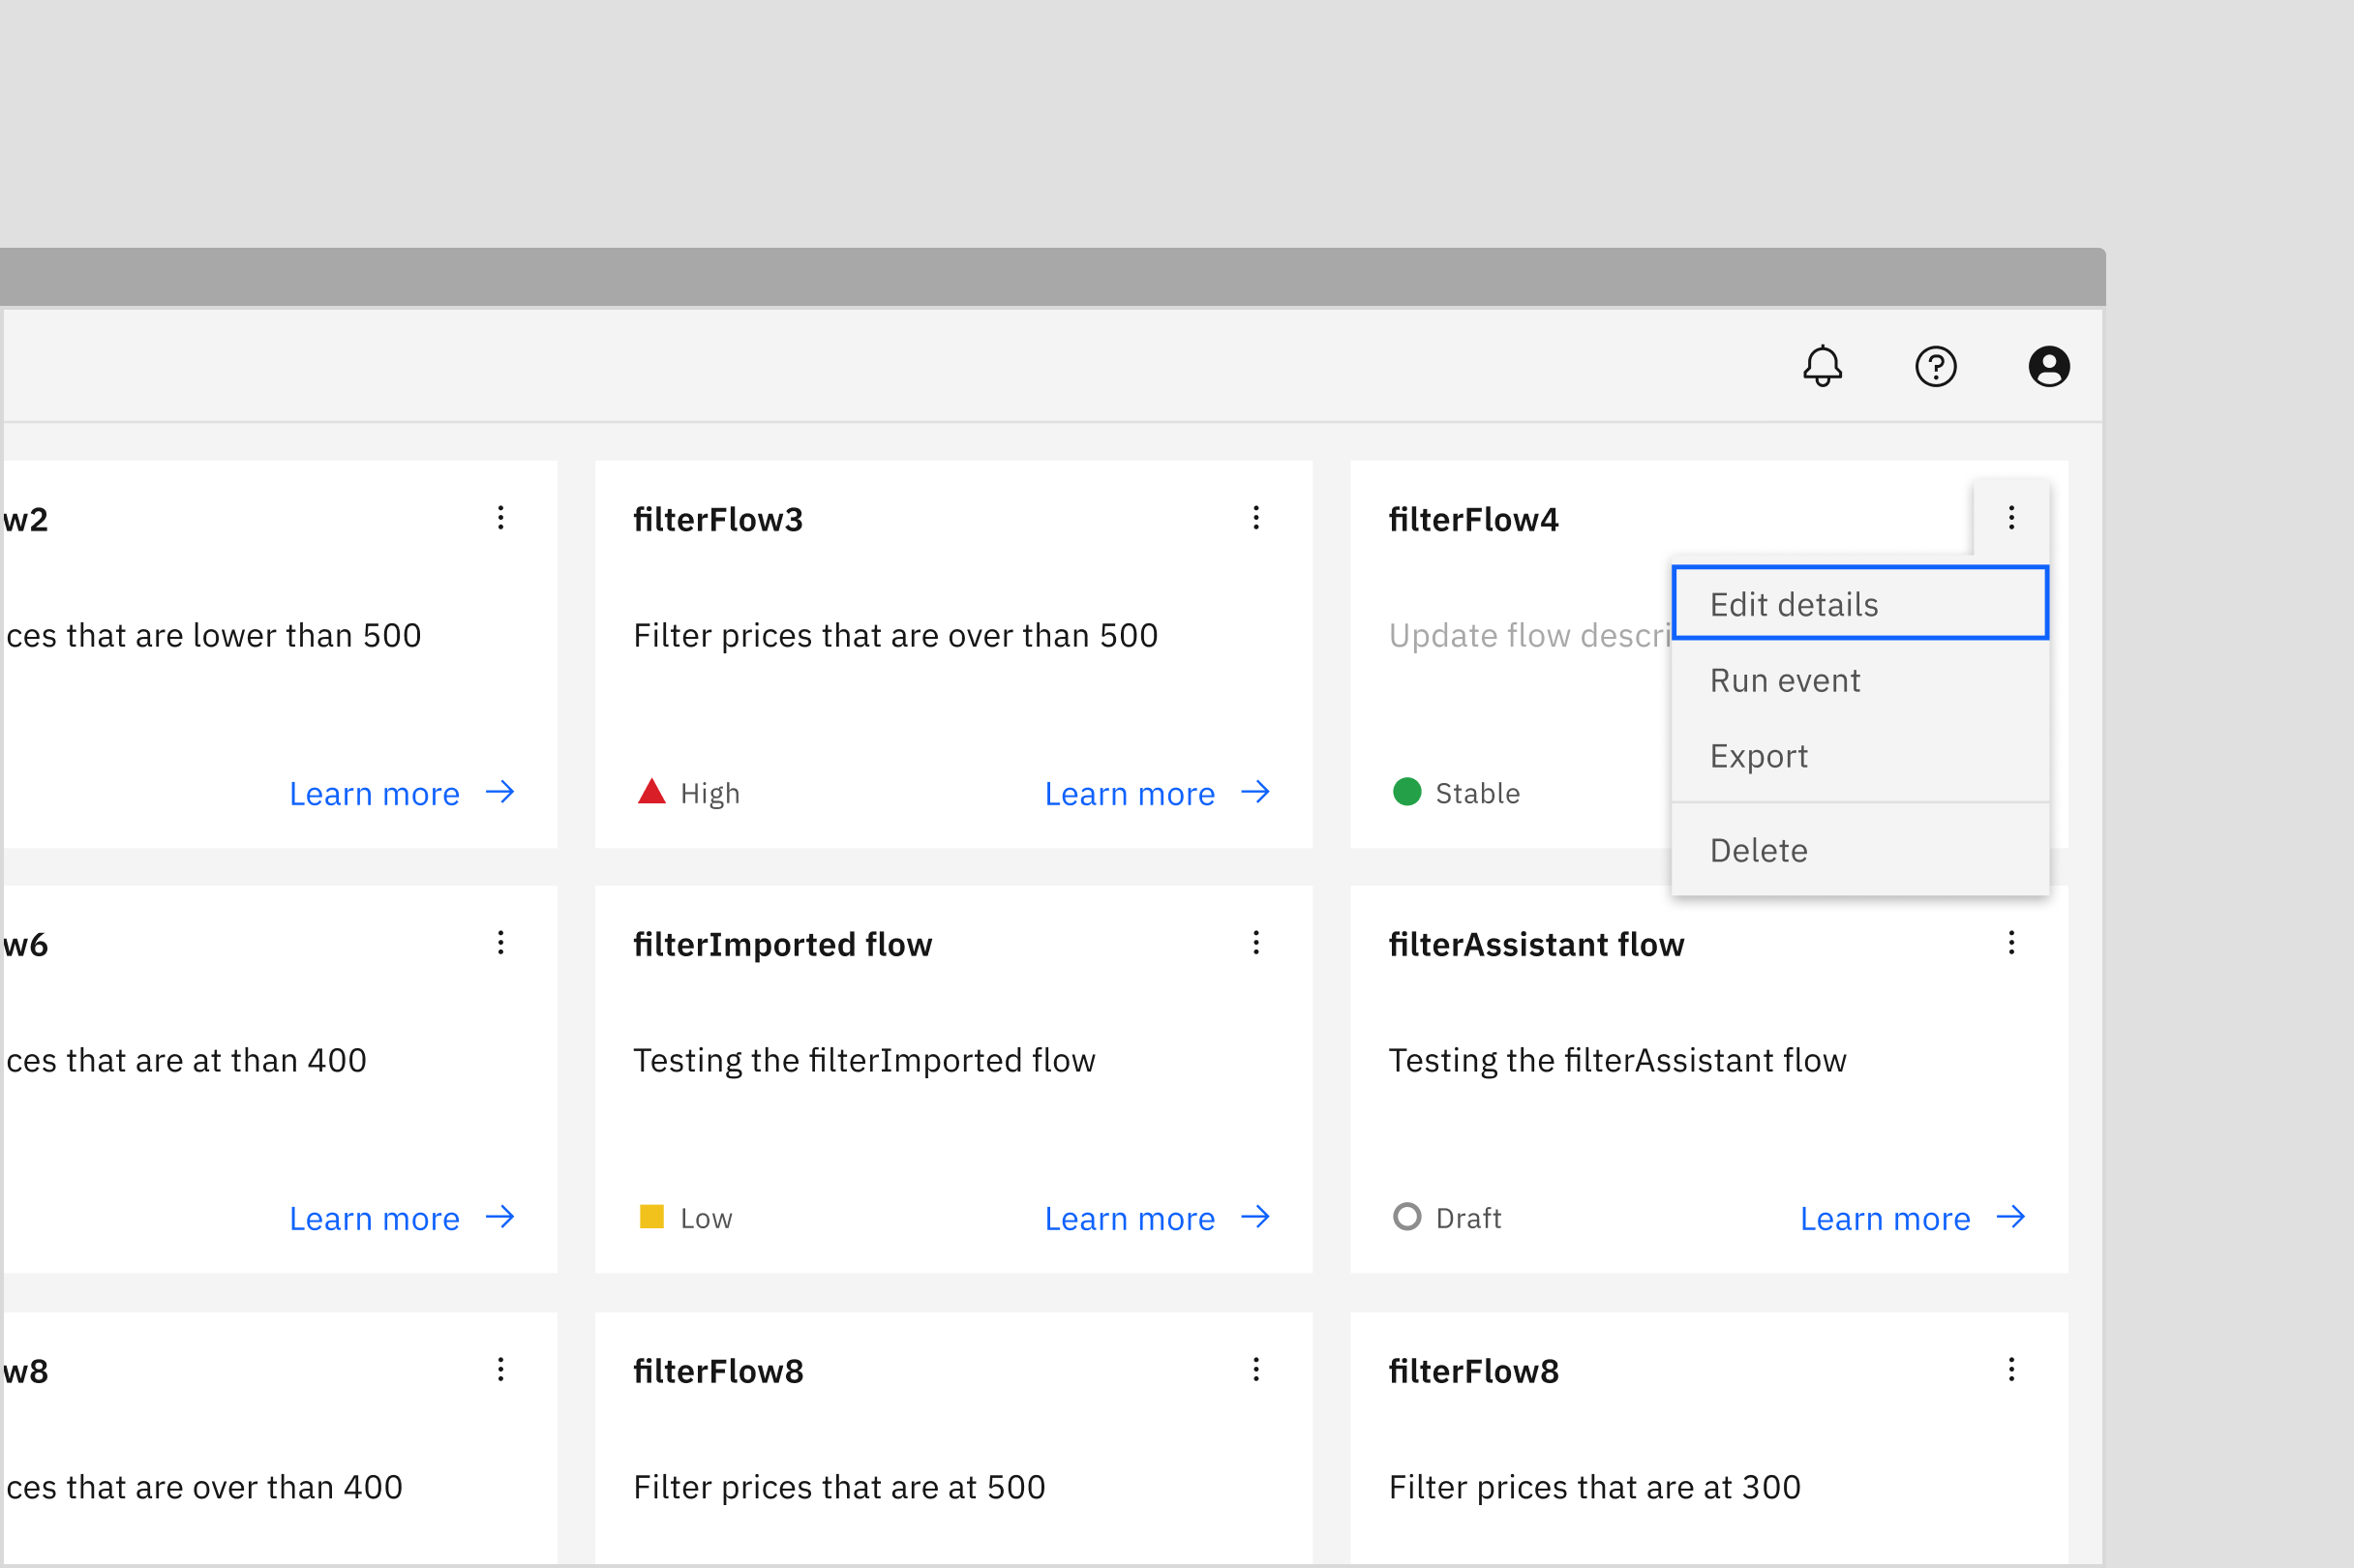 w2
ces that are lower than 500
Learn more
filterFlow3
Filter prices that are over than 500
High
Learn more
filterFlow4
Update flow descri
Stable
Edit details
Run event
Export
Delete
w6
ces that are at than 400
Learn more
filterImported flow
Testing the filterImported flow
Low
Learn more
filterAssistant flow
Testing the filterAssistant flow
Draft
Learn more
w8
ces that are over than 400
filterFlow8
Filter prices that are at 500
filterFlow8
Filter prices that are at 300